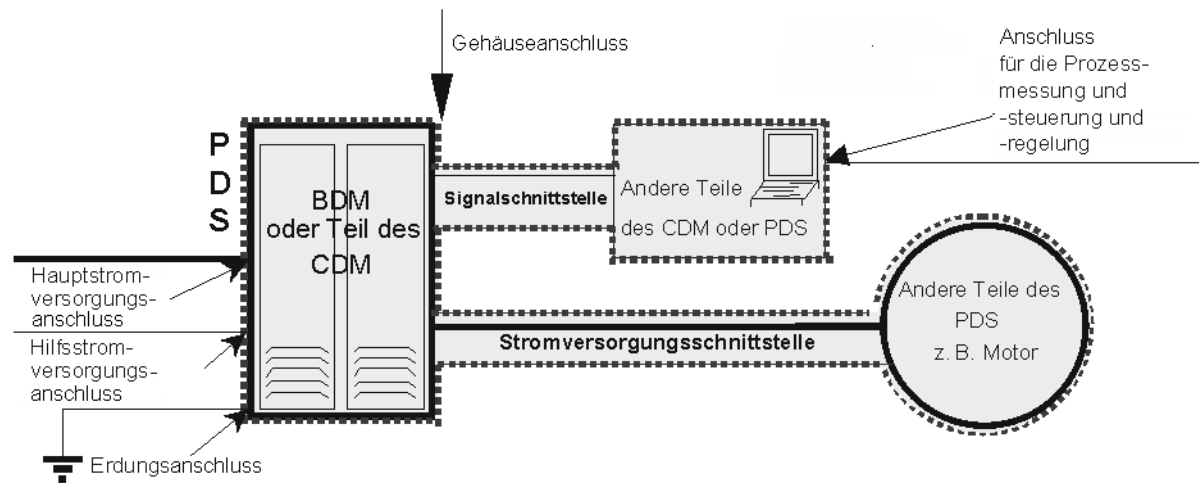 Gehäuseanschluss
Anschluss
für die Prozess-
messung und
-steuerung und
-regelung
P
D
S
BDM
oder Teil des
CDM
Signalschnittstelle
Andere Teile
des CDM oder PDS
Hauptstrom-
versorgungs-
anschluss
Hilfsstrom-
versorgungs-
anschluss
Erdungsanschluss
Stromversorgungsschnittstelle
Andere Teile des
PDS
z. B. Motor